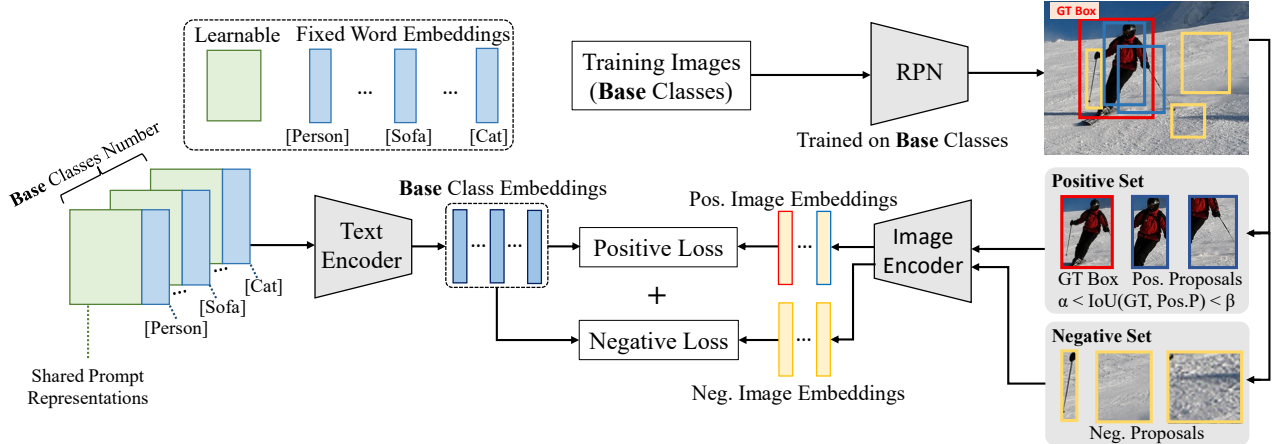 Learnable
Fixed Word Embeddings
...
...
[Person]
[Sofa]
[Cat]
Training Images
(Base Classes)
RPN
Trained on Base Classes
GT Box
Base Classes Number
...
...
[Cat]
[Sofa]
[Person]
Shared Prompt
Representations
Text
Encoder
Base Class Embeddings
...
...
Positive Loss
+
Negative Loss
Pos. Image Embeddings
...
...
Neg. Image Embeddings
Image
Encoder
Positive Set
GT Box
Pos. Proposals
α < IoU(GT, Pos.P) < β
Negative Set
Neg. Proposals